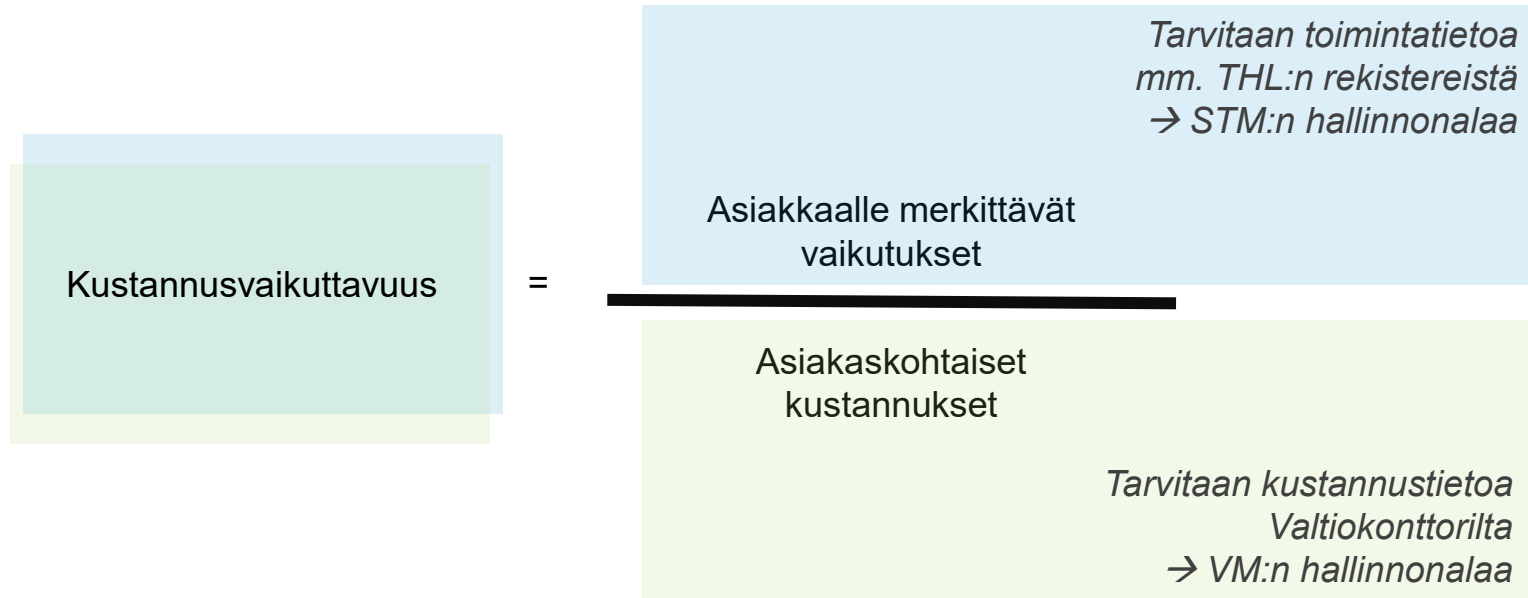 Tarvitaan toimintatietoa
mm. THL:n rekistereistä
→ STM:n hallinnonalaa
Asiakkaalle merkittävät
vaikutukset
Kustannusvaikuttavuus
=
Asiakaskohtaiset
kustannukset
Tarvitaan kustannustietoa
Valtiokonttorilta
→ VM:n hallinnonalaa